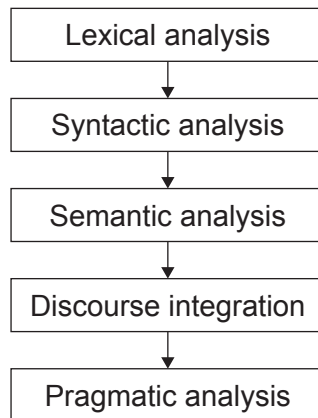 Lexical analysis
Syntactic analysis
Semantic analysis
Discourse integration
Pragmatic analysis